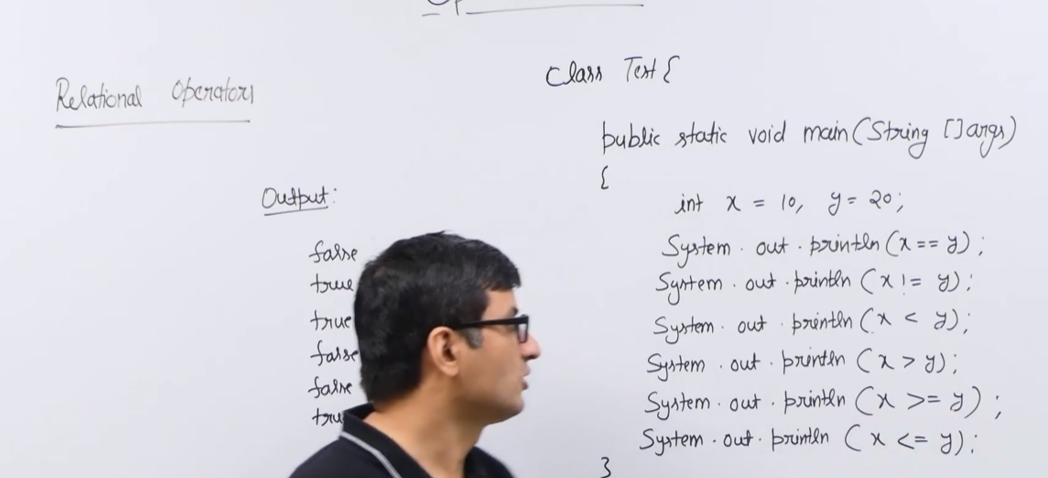 Relational Operators
Output:
false
true
true
false
false
tru
Class Test {
public static void main(String []args)
{
int x = 10, y = 20;
System.out.println(x == y);
System.out.println(x != y);
System.out.println(x < y);
System.out.println(x > y);
System.out.println(x >= y);
System.out.println(x <= y);
}